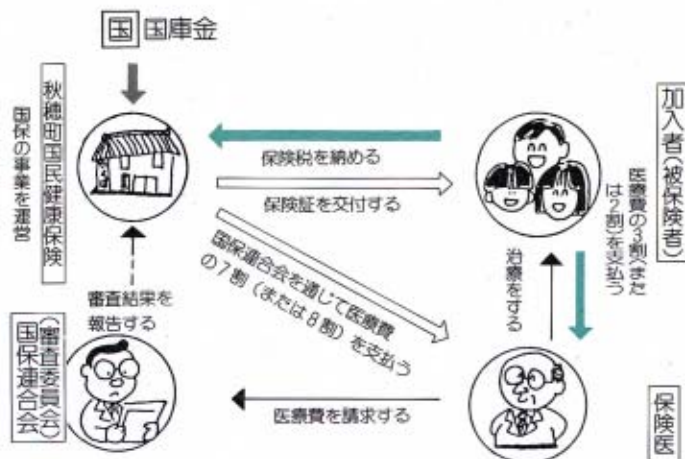 国 国庫金
秋穂町国民健康保険
国保の事業を運営
保険税を納める
保険証を交付する
加入者(被保険者)
医療費の3割(また
は2割)を支払う
治療をする
国保連合会を通じて医療費
の7割(または8割)を支払う
審査結果を
報告する
(審査委員会)
国保連合会
医療費を請求する
保険医